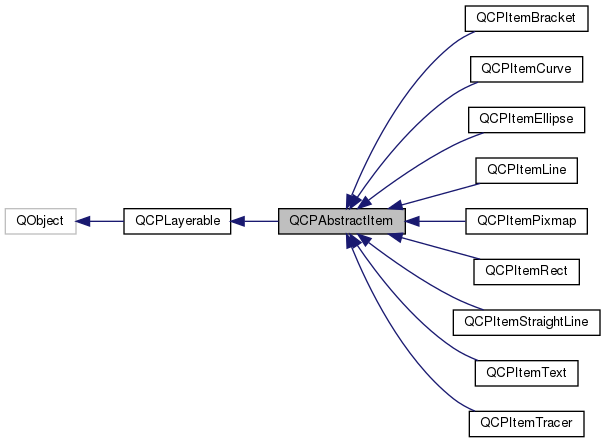 QCPItemBracket
QCPItemCurve
QCPItemEllipse
QCPItemLine
QObject
QCPLayerable
QCPAbstractItem
QCPItemPixmap
QCPItemRect
QCPItemStraightLine
QCPItemText
QCPItemTracer